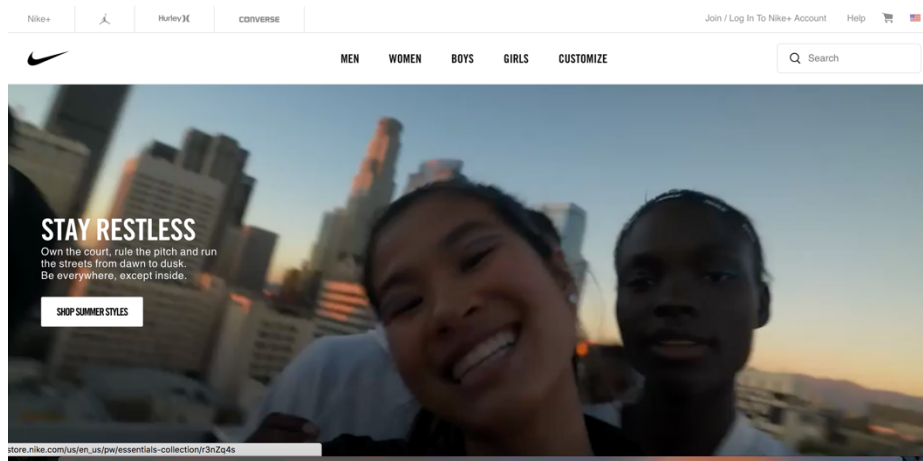 Nike+
Hurley
CONVERSE
Join / Log In To Nike+ Account
Help
MEN
WOMEN
BOYS
GIRLS
CUSTOMIZE
Search
STAY RESTLESS
Own the court, rule the pitch and run
the streets from dawn to dusk.
Be everywhere, except inside.
SHOP SUMMER STYLES
store.nike.com/us/en_us/pw/essentials-collection/r3nZq4s